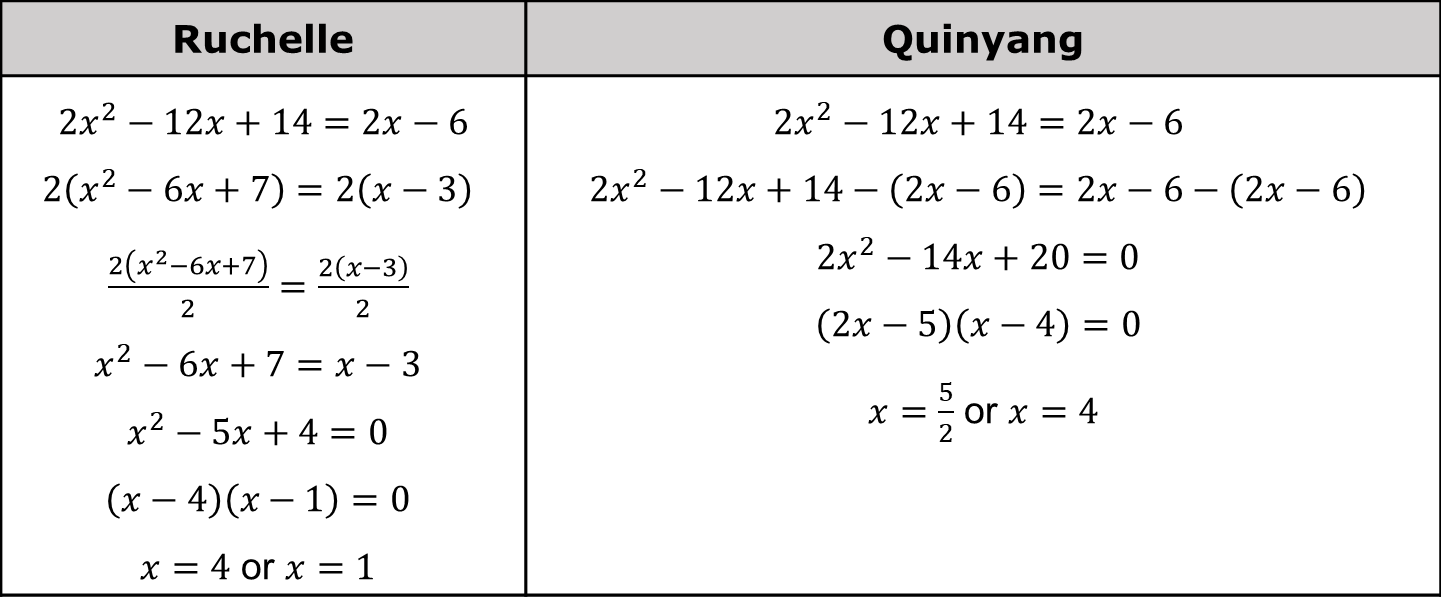 Ruchelle
2x² − 12x + 14 = 2x − 6
2(x² − 6x + 7) = 2(x − 3)
2(x²−6x+7)/2 = 2(x−3)/2
x² − 6x + 7 = x − 3
x² − 5x + 4 = 0
(x − 4)(x − 1) = 0
x = 4 or x = 1
Quinyang
2x² − 12x + 14 = 2x − 6
2x² − 12x + 14 − (2x − 6) = 2x − 6 − (2x − 6)
2x² − 14x + 20 = 0
(2x − 5)(x − 4) = 0
x = 5/2 or x = 4